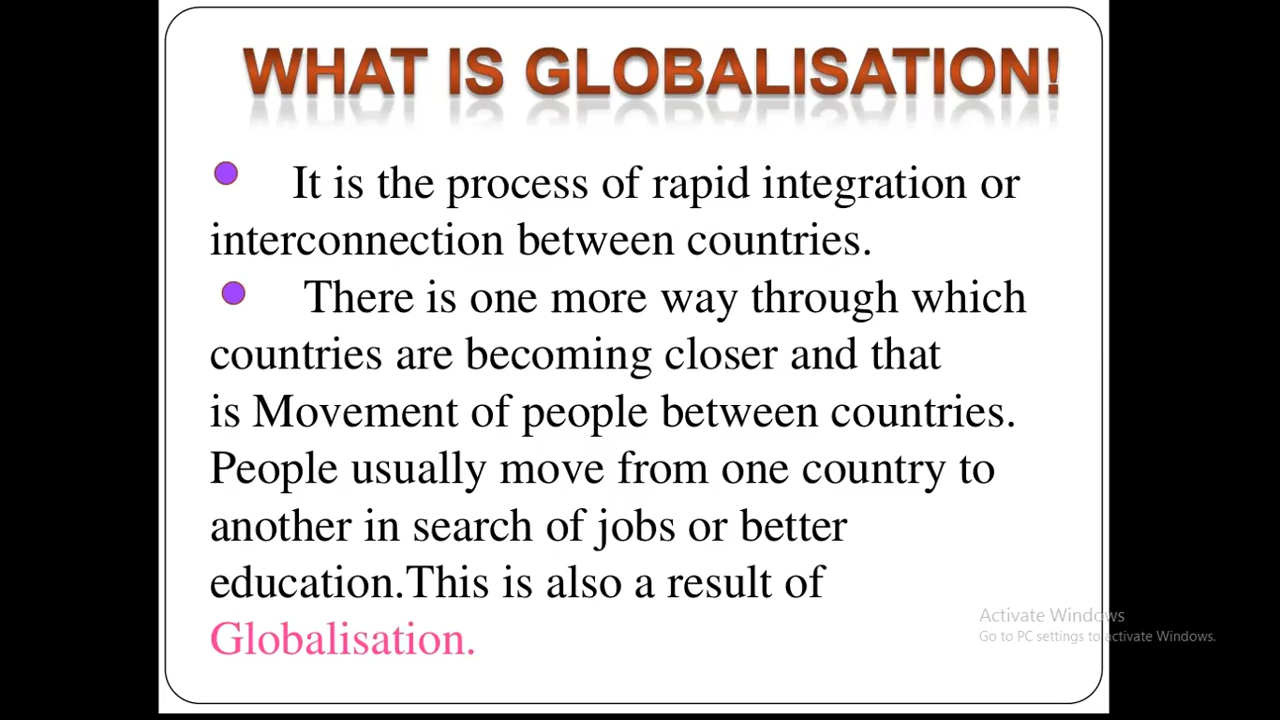 WHAT IS GLOBALISATION!
It is the process of rapid integration or
interconnection between countries.
There is one more way through which
countries are becoming closer and that
is Movement of people between countries.
People usually move from one country to
another in search of jobs or better
education.This is also a result of
Globalisation.
Activate Windows
Go to PC settings to activate Windows.